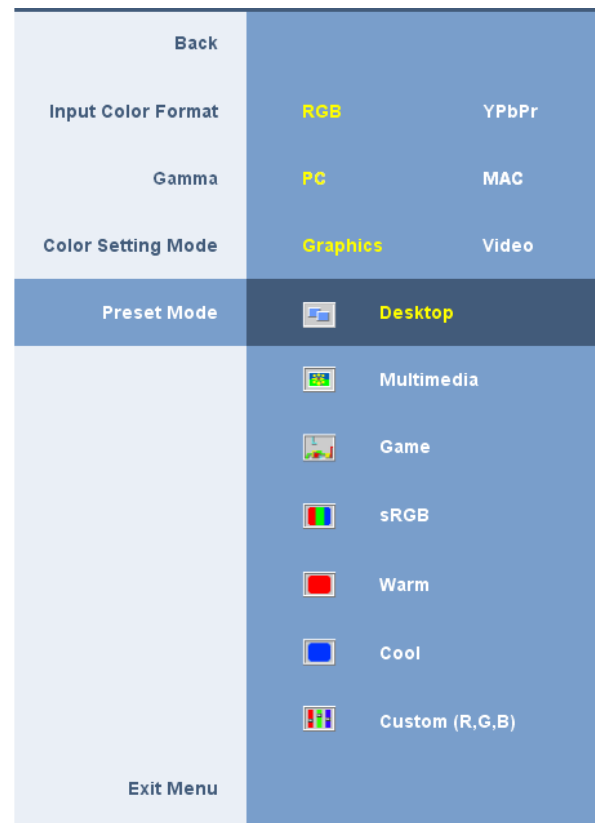 Back
Input Color Format RGB YPbPr
Gamma PC MAC
Color Setting Mode Graphics Video
Preset Mode Desktop
Multimedia
Game
sRGB
Warm
Cool
Custom (R,G,B)
Exit Menu